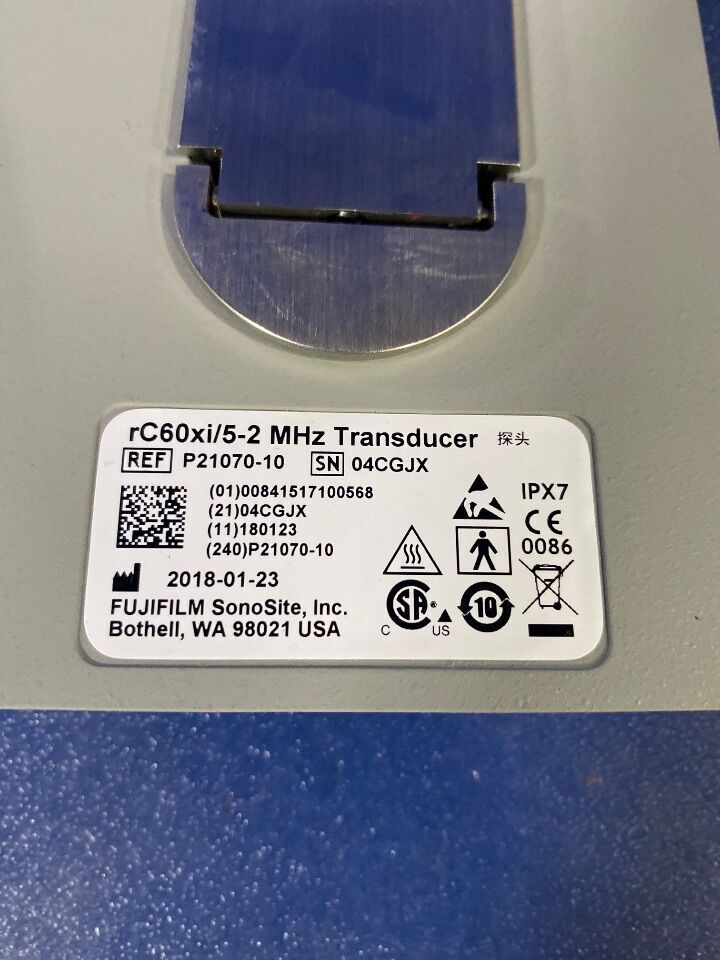 rC60xi/5-2 MHz Transducer 探头
REF P21070-10 SN 04CGJX
(01)00841517100568
(21)04CGJX
(11)180123
(240)P21070-10
2018-01-23
FUJIFILM SonoSite, Inc.
Bothell, WA 98021 USA
IPX7
CE
0086
SA
C US
10